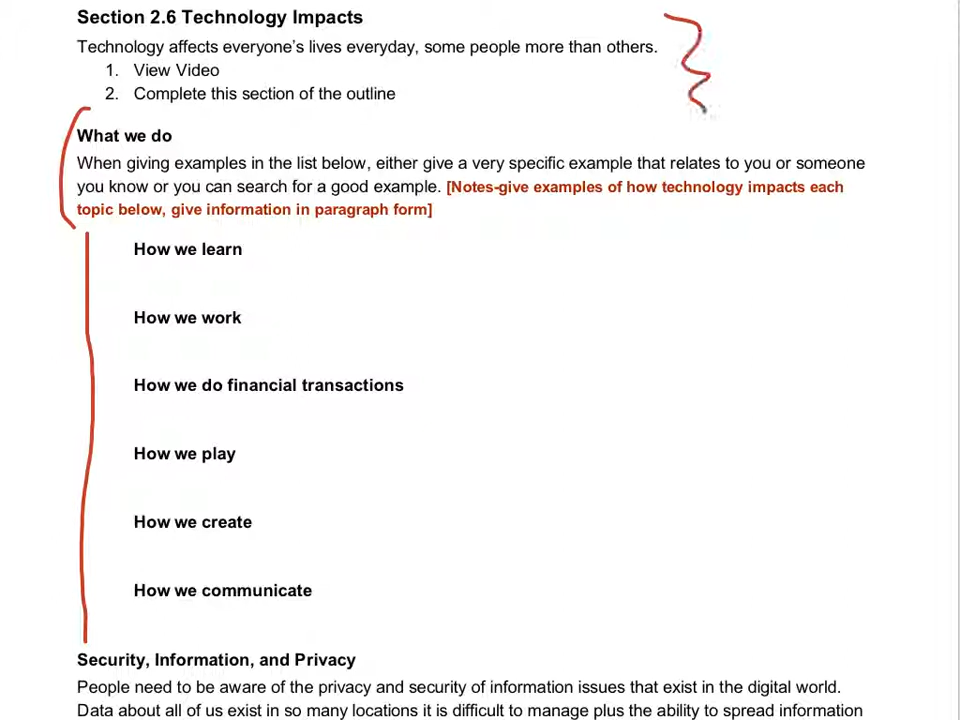 Section 2.6 Technology Impacts
Technology affects everyone's lives everyday, some people more than others.
1. View Video
2. Complete this section of the outline
What we do
When giving examples in the list below, either give a very specific example that relates to you or someone
you know or you can search for a good example. [Notes-give examples of how technology impacts each
topic below, give information in paragraph form]
How we learn
How we work
How we do financial transactions
How we play
How we create
How we communicate
Security, Information, and Privacy
People need to be aware of the privacy and security of information issues that exist in the digital world.
Data about all of us exist in so many locations it is difficult to manage plus the ability to spread information